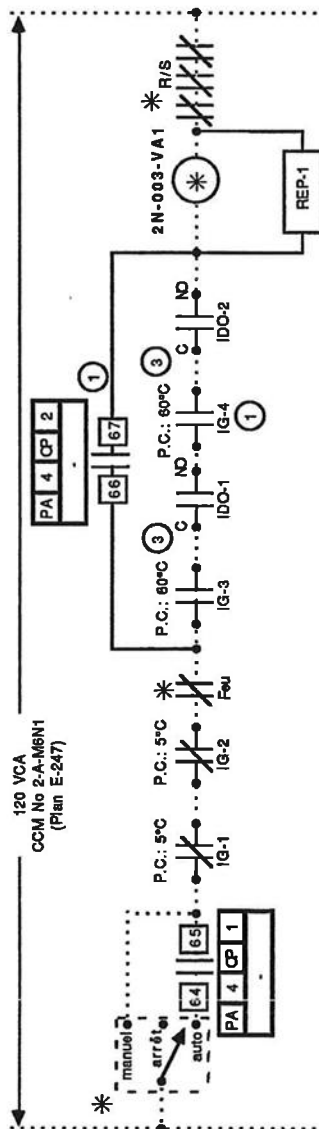 120 VCA
CCM No 2-A-M6N1
(Plan E-247)
manuel
arrêt
auto
64 65
PA 4 CP 1
P.C.: 5°C
IG-1
P.C.: 5°C
IG-2
Feu
PA 4 CP 2
66 67
1
P.C.: 60°C
IG-3
3
C NO
IDO-1
P.C.: 60°C
IG-4
1
3
C NO
IDO-2
2N-003-VA1
REP-1
R/S